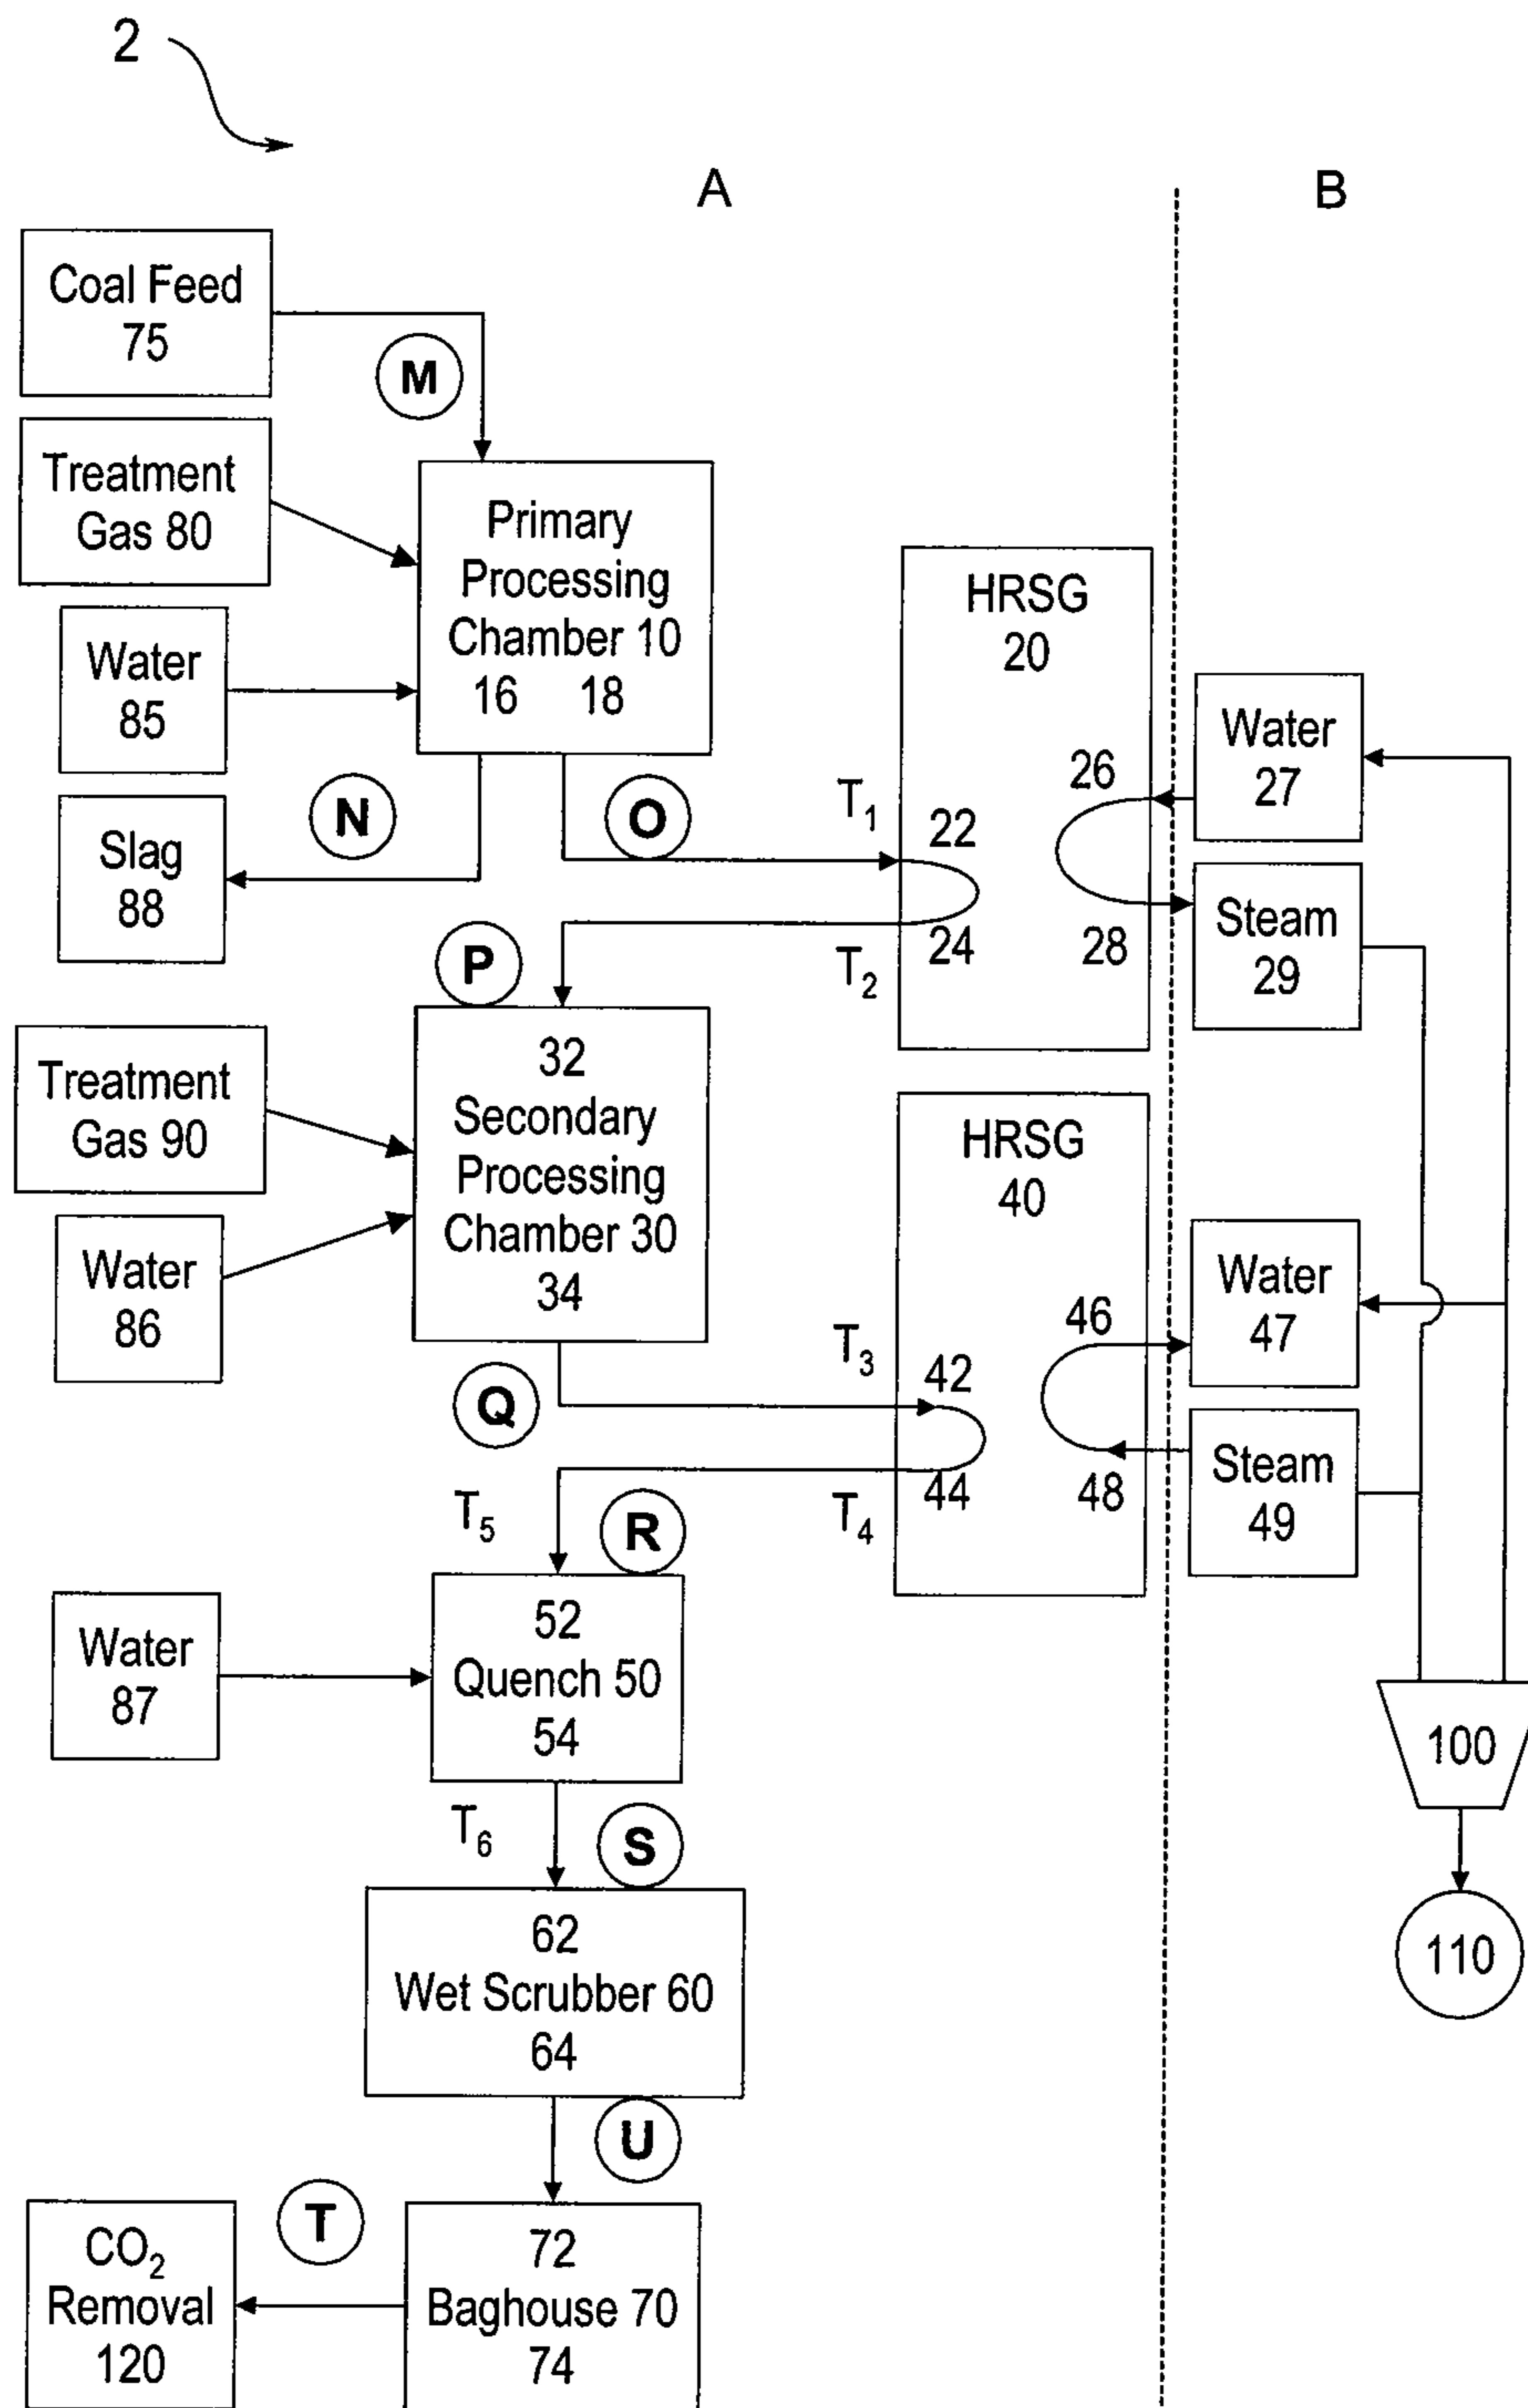 2
A
B
Coal Feed
75
M
Treatment
Gas 80
Primary
Processing
Chamber 10
16 18
Water
85
N
O
Slag
88
HRSG
20
T1
22
24
T2
26
28
Water
27
Steam
29
P
32
Secondary
Processing
Chamber 30
34
Treatment
Gas 90
Water
86
Q
HRSG
40
T3
42
44
T4
46
48
Water
47
Steam
49
T5
R
52
Quench 50
54
Water
87
100
110
T6
S
62
Wet Scrubber 60
64
U
T
72
Baghouse 70
74
CO2
Removal
120